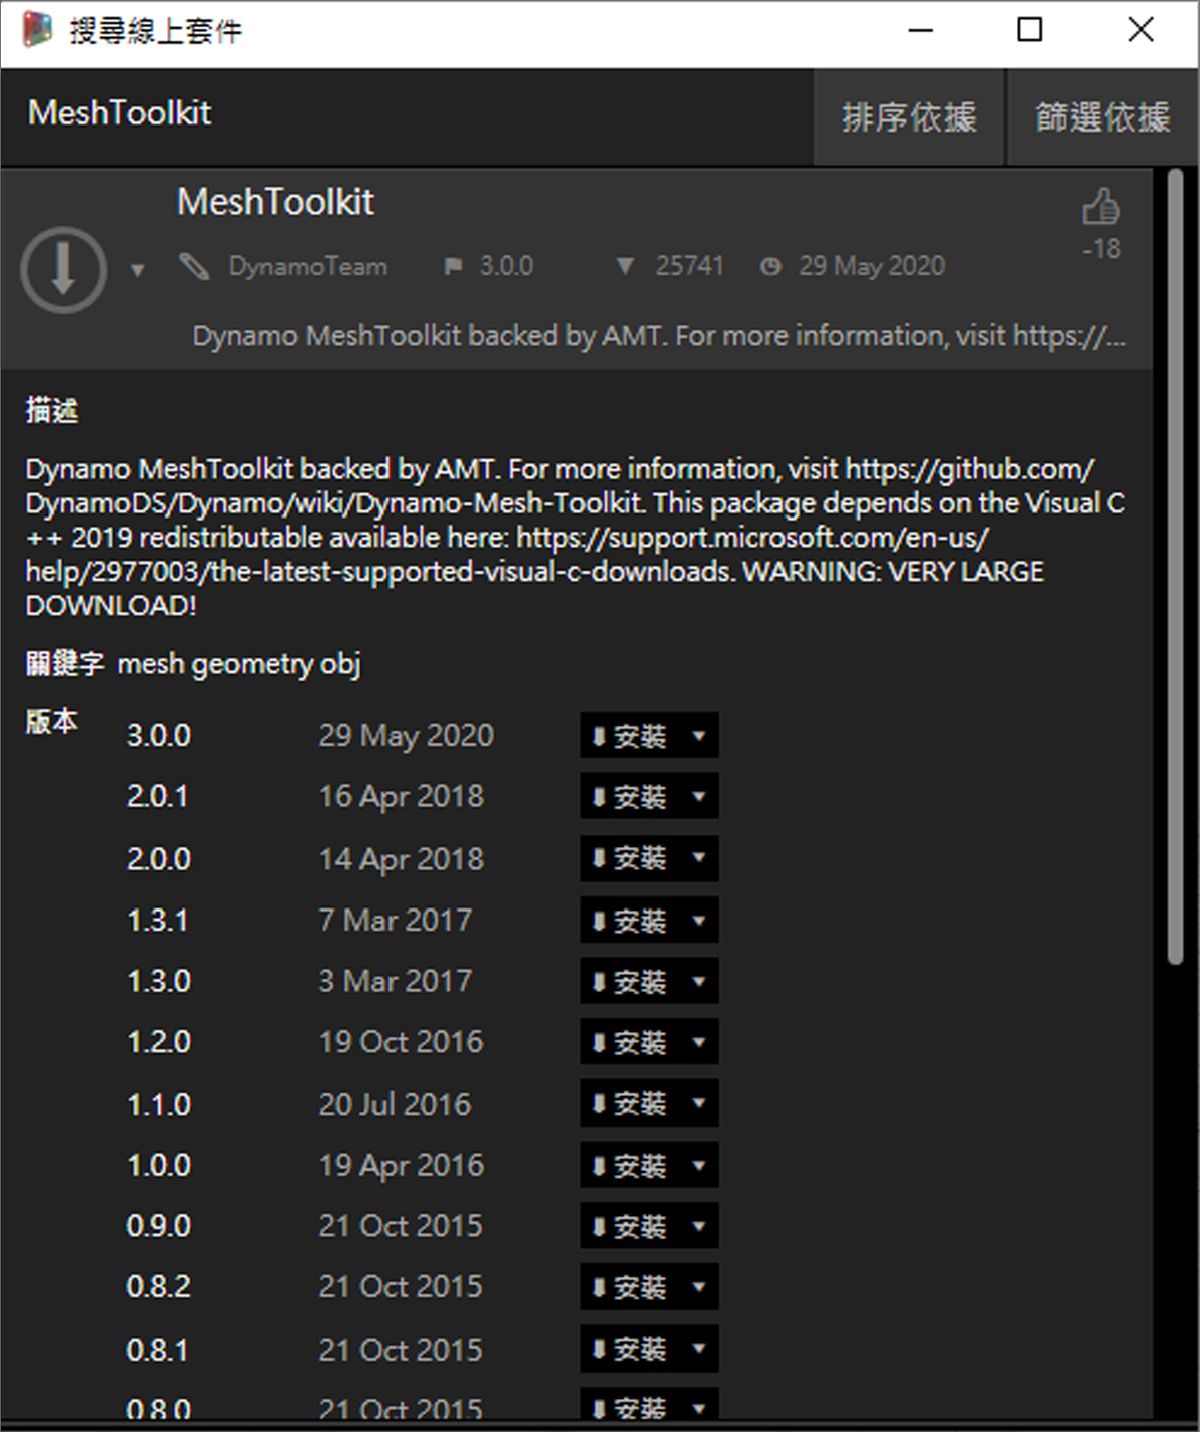 搜尋線上套件
MeshToolkit
排序依據
篩選依據
MeshToolkit
DynamoTeam 3.0.0 25741 29 May 2020
-18
Dynamo MeshToolkit backed by AMT. For more information, visit https://...
描述
Dynamo MeshToolkit backed by AMT. For more information, visit https://github.com/
DynamoDS/Dynamo/wiki/Dynamo-Mesh-Toolkit. This package depends on the Visual C
++ 2019 redistributable available here: https://support.microsoft.com/en-us/
help/2977003/the-latest-supported-visual-c-downloads. WARNING: VERY LARGE
DOWNLOAD!
關鍵字 mesh geometry obj
版本
3.0.0 29 May 2020 安裝
2.0.1 16 Apr 2018 安裝
2.0.0 14 Apr 2018 安裝
1.3.1 7 Mar 2017 安裝
1.3.0 3 Mar 2017 安裝
1.2.0 19 Oct 2016 安裝
1.1.0 20 Jul 2016 安裝
1.0.0 19 Apr 2016 安裝
0.9.0 21 Oct 2015 安裝
0.8.2 21 Oct 2015 安裝
0.8.1 21 Oct 2015 安裝
0.8.0 21 Oct 2015 安裝